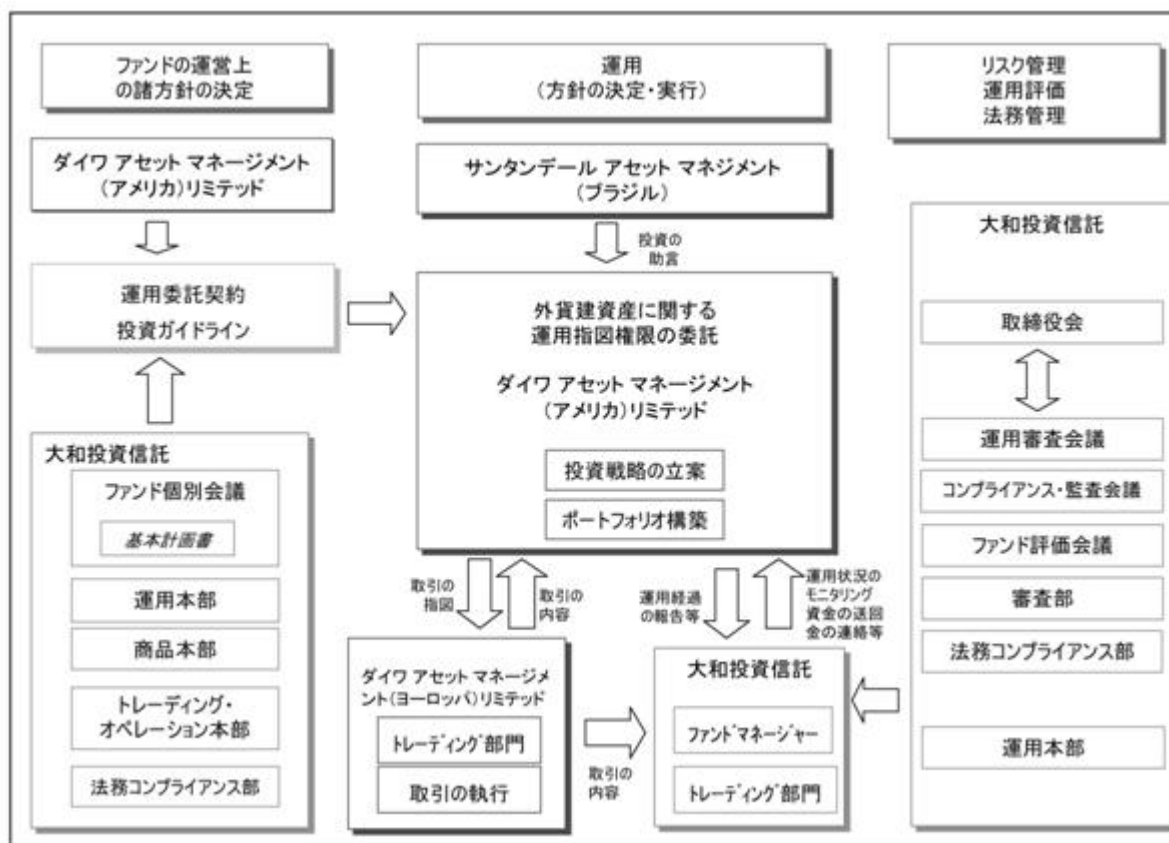 ファンドの運営上
の諸方針の決定
運用
(方針の決定・実行)
リスク管理
運用評価
法務管理
ダイワ アセット マネージメント
(アメリカ)リミテッド
サンタンデール アセット マネジメント
(ブラジル)
投資の
助言
運用委託契約
投資ガイドライン
外貨建資産に関する
運用指図権限の委託
ダイワ アセット マネージメント
(アメリカ)リミテッド
投資戦略の立案
ポートフォリオ構築
大和投資信託
ファンド個別会議
基本計画書
運用本部
商品本部
トレーディング・
オペレーション本部
法務コンプライアンス部
取引の
指図
取引の
内容
運用経過
の報告等
運用状況の
モニタリング
資金の送回
金の連絡等
ダイワ アセット マネージメ
ント(ヨーロッパ)リミテッド
トレーディング部門
取引の執行
取引の
内容
大和投資信託
ファンドマネージャー
トレーディング部門
大和投資信託
取締役会
運用審査会議
コンプライアンス・監査会議
ファンド評価会議
審査部
法務コンプライアンス部
運用本部